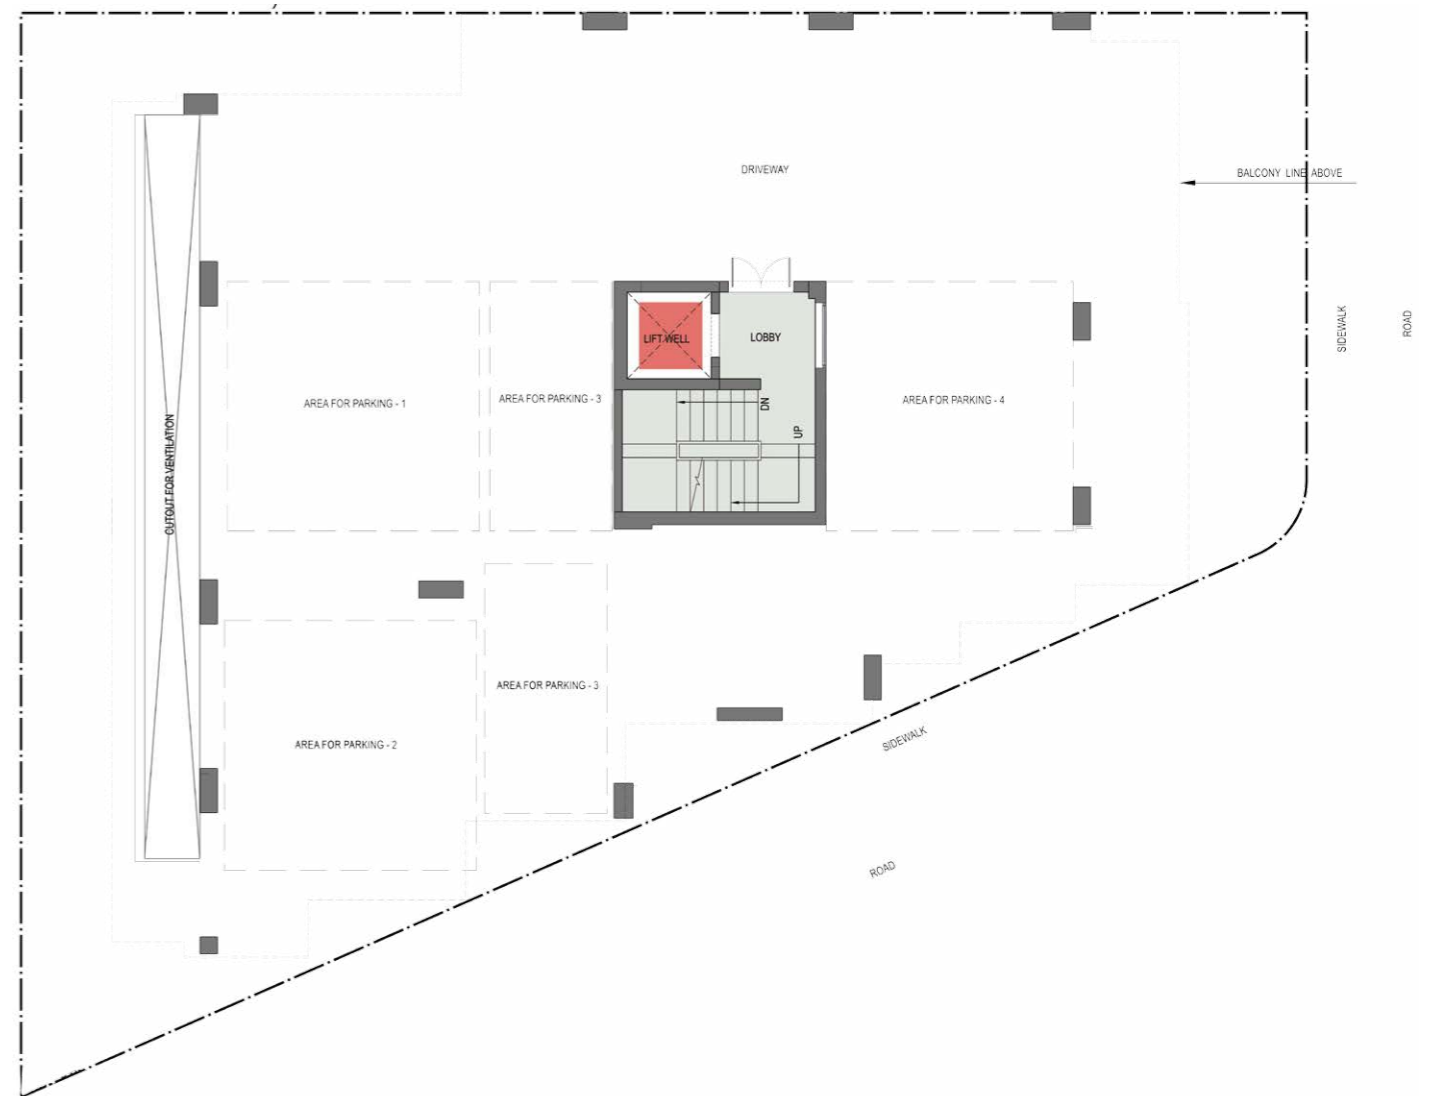 DRIVEWAY
BALCONY LINE ABOVE
SIDEWALK
ROAD
LIFT WELL
LOBBY
AREA FOR PARKING - 1
AREA FOR PARKING - 3
AREA FOR PARKING - 4
DN
UP
CUTOUT FOR VENTILATION
AREA FOR PARKING - 3
AREA FOR PARKING - 2
SIDEWALK
ROAD